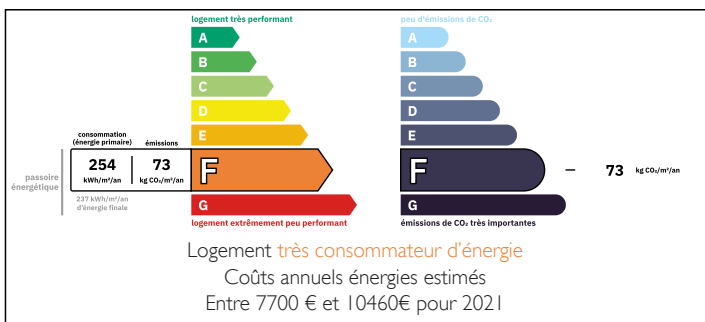 logement très performant
A
B
C
D
E
consommation
(énergie primaire)
émissions
passoire
énergétique
254
kWh/m²/an
73
kg CO₂/m²/an
F
237 kWh/m²/an
d'énergie finale
G
logement extrêmement peu performant
peu d'émissions de CO₂
A
B
C
D
E
F
73 kg CO₂/m²/an
G
émissions de CO₂ très importantes
Logement très consommateur d'énergie
Coûts annuels énergies estimés
Entre 7700 € et 10460€ pour 2021